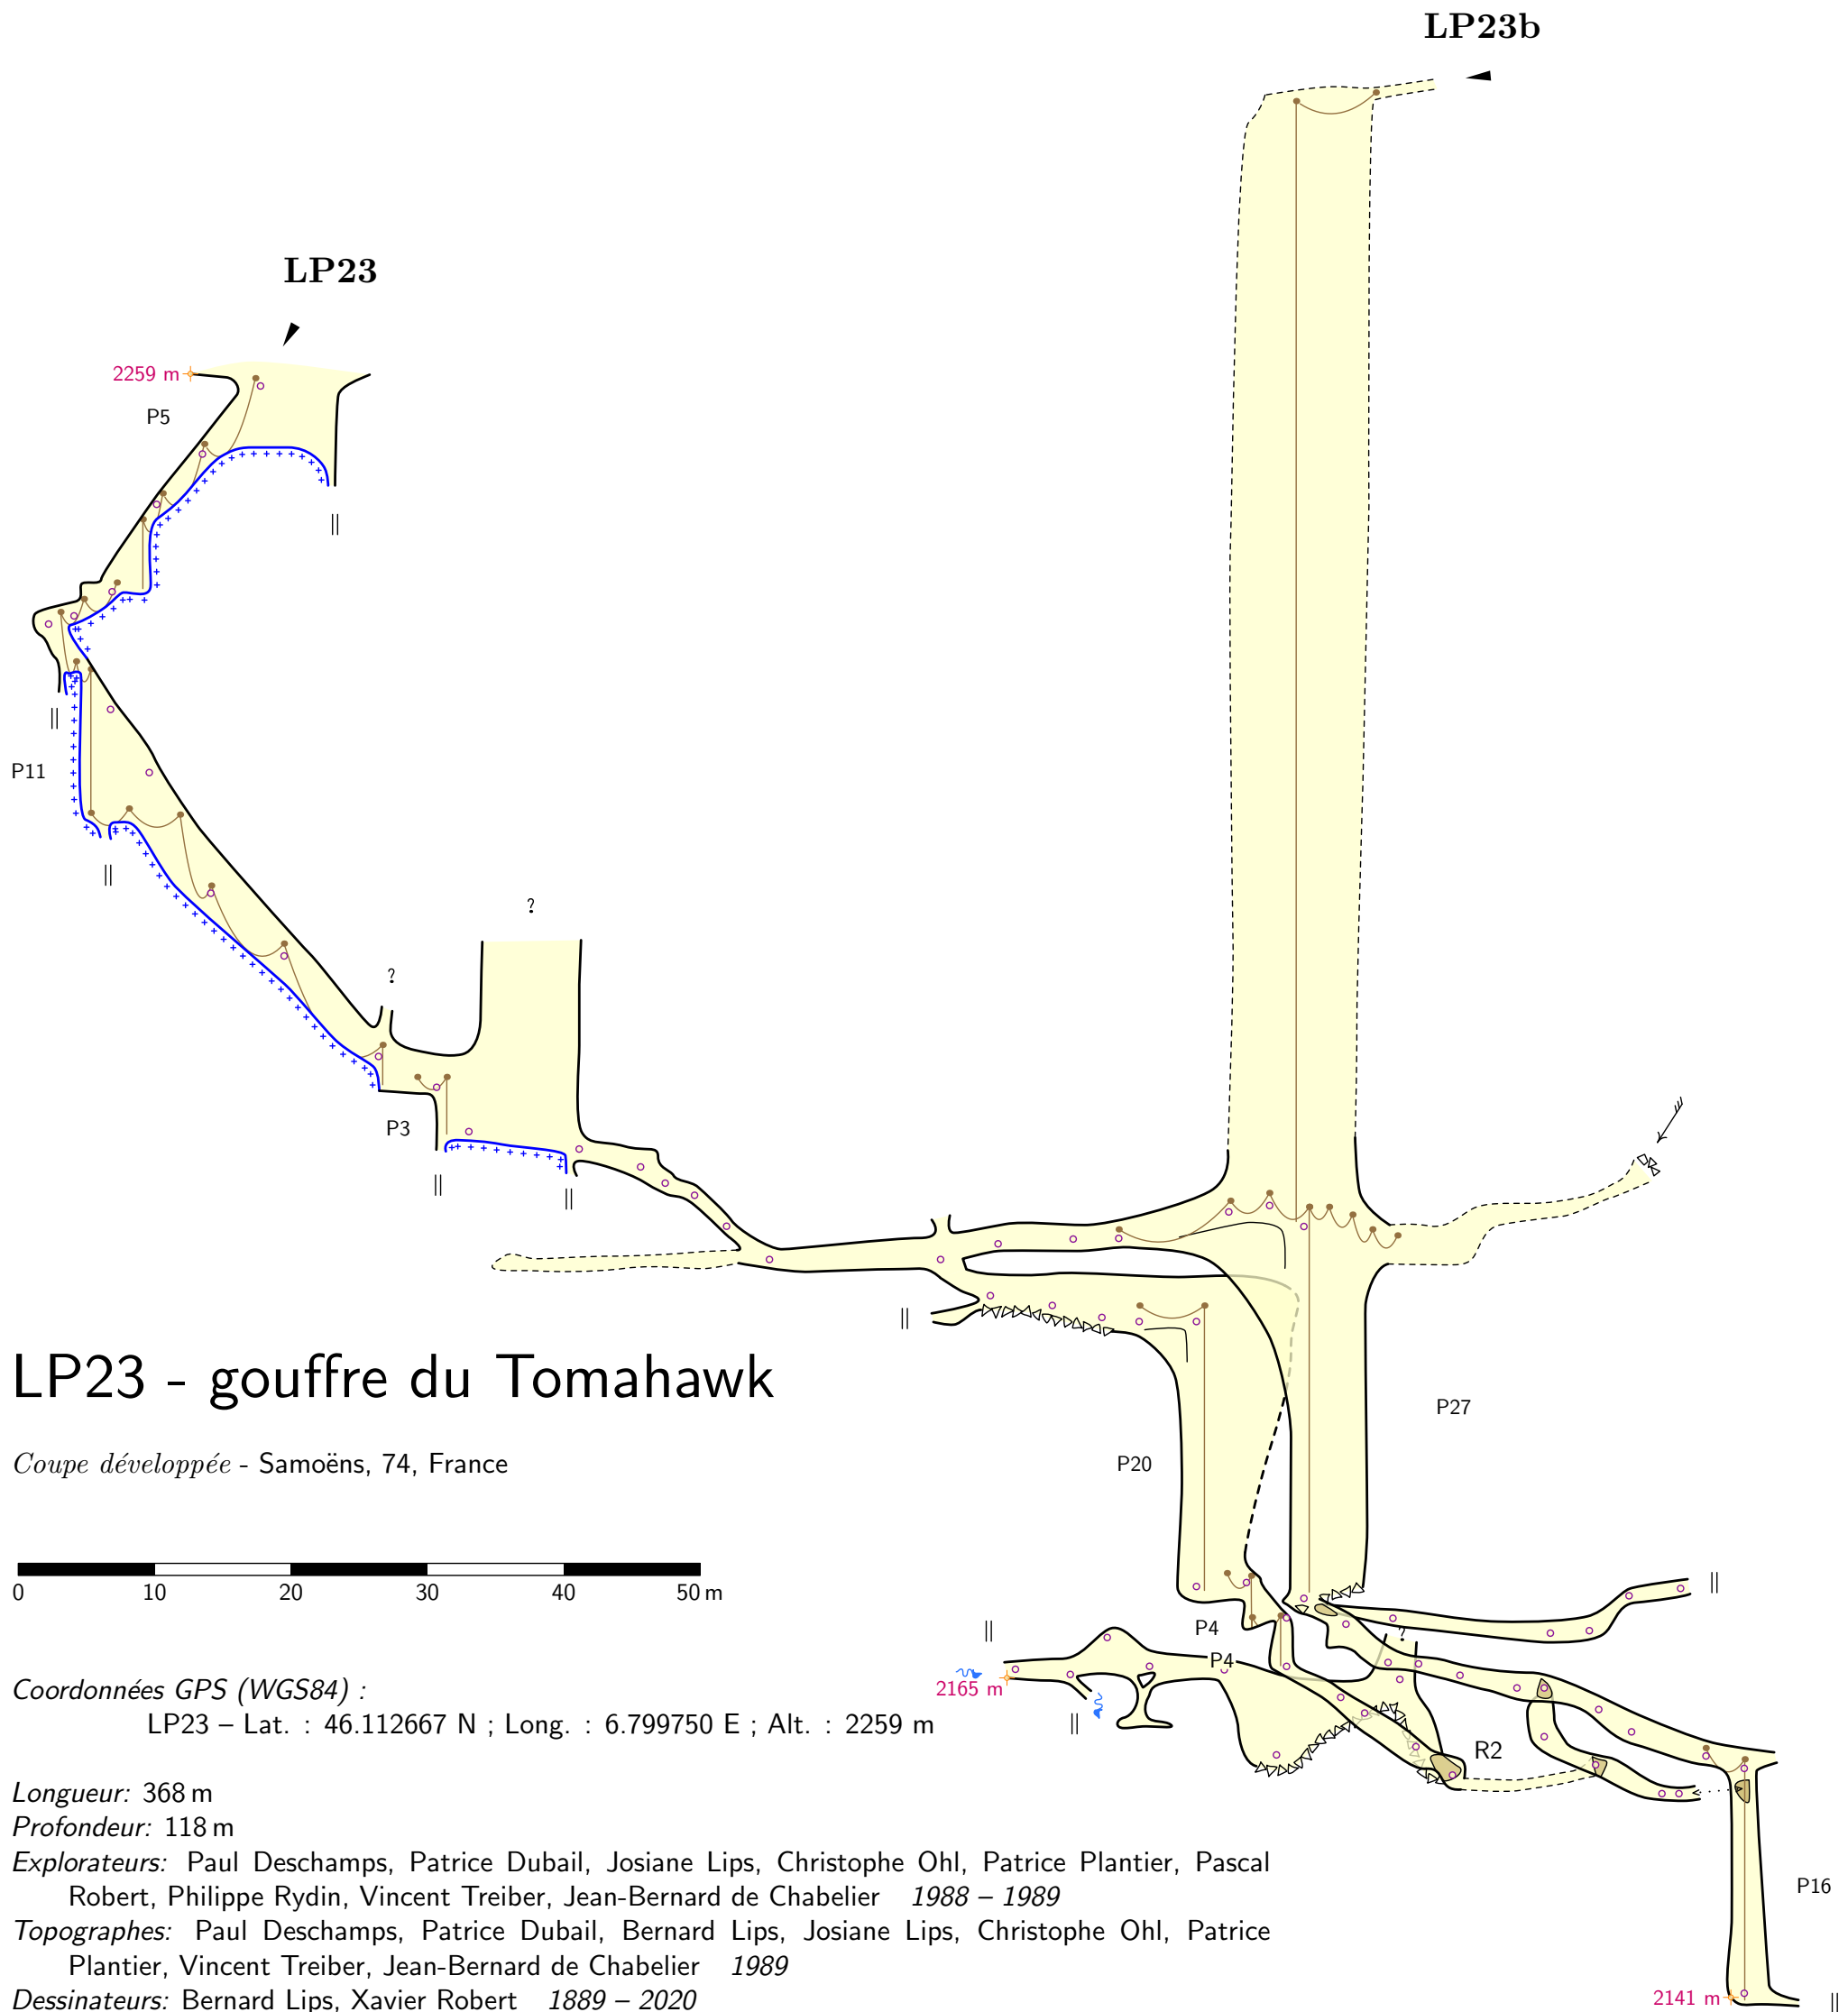 LP23b
LP23
2259 m
P5
P11
?
?
P3
LP23 - gouffre du Tomahawk
P27
Coupe développée - Samoëns, 74, France
P20
0 10 20 30 40 50 m
P4
?
P4
2165 m
Coordonnées GPS (WGS84) :
LP23 – Lat. : 46.112667 N ; Long. : 6.799750 E ; Alt. : 2259 m
R2
Longueur: 368 m
Profondeur: 118 m
Explorateurs: Paul Deschamps, Patrice Dubail, Josiane Lips, Christophe Ohl, Patrice Plantier, Pascal
Robert, Philippe Rydin, Vincent Treiber, Jean-Bernard de Chabelier 1988 – 1989
P16
Topographes: Paul Deschamps, Patrice Dubail, Bernard Lips, Josiane Lips, Christophe Ohl, Patrice
Plantier, Vincent Treiber, Jean-Bernard de Chabelier 1989
Dessinateurs: Bernard Lips, Xavier Robert 1889 – 2020
2141 m